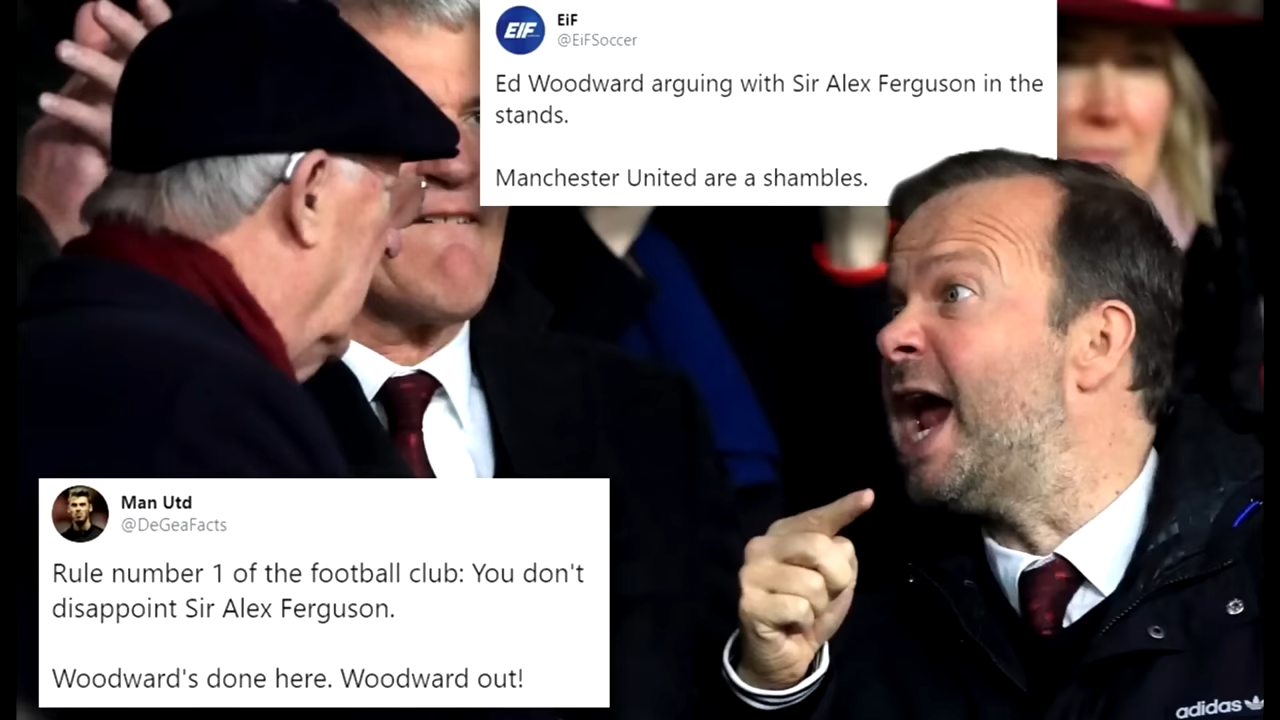 EiF
EiF
@EiFSoccer
Ed Woodward arguing with Sir Alex Ferguson in the
stands.
Manchester United are a shambles.
Man Utd
@DeGeaFacts
Rule number 1 of the football club: You don't
disappoint Sir Alex Ferguson.
Woodward's done here. Woodward out!
adidas